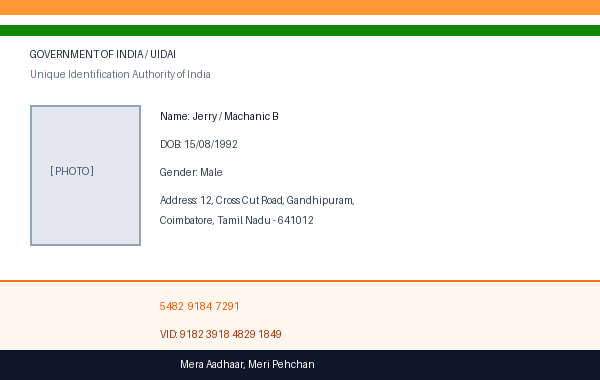 GOVERNMENT OF INDIA / UIDAI
Unique Identification Authority of India
[ PHOTO ]
Name: Jerry / Machanic B
DOB: 15/08/1992
Gender: Male
Address: 12, Cross Cut Road, Gandhipuram,
Coimbatore, Tamil Nadu - 641012
5482 9184 7291
VID: 9182 3918 4829 1849
Mera Aadhaar, Meri Pehchan